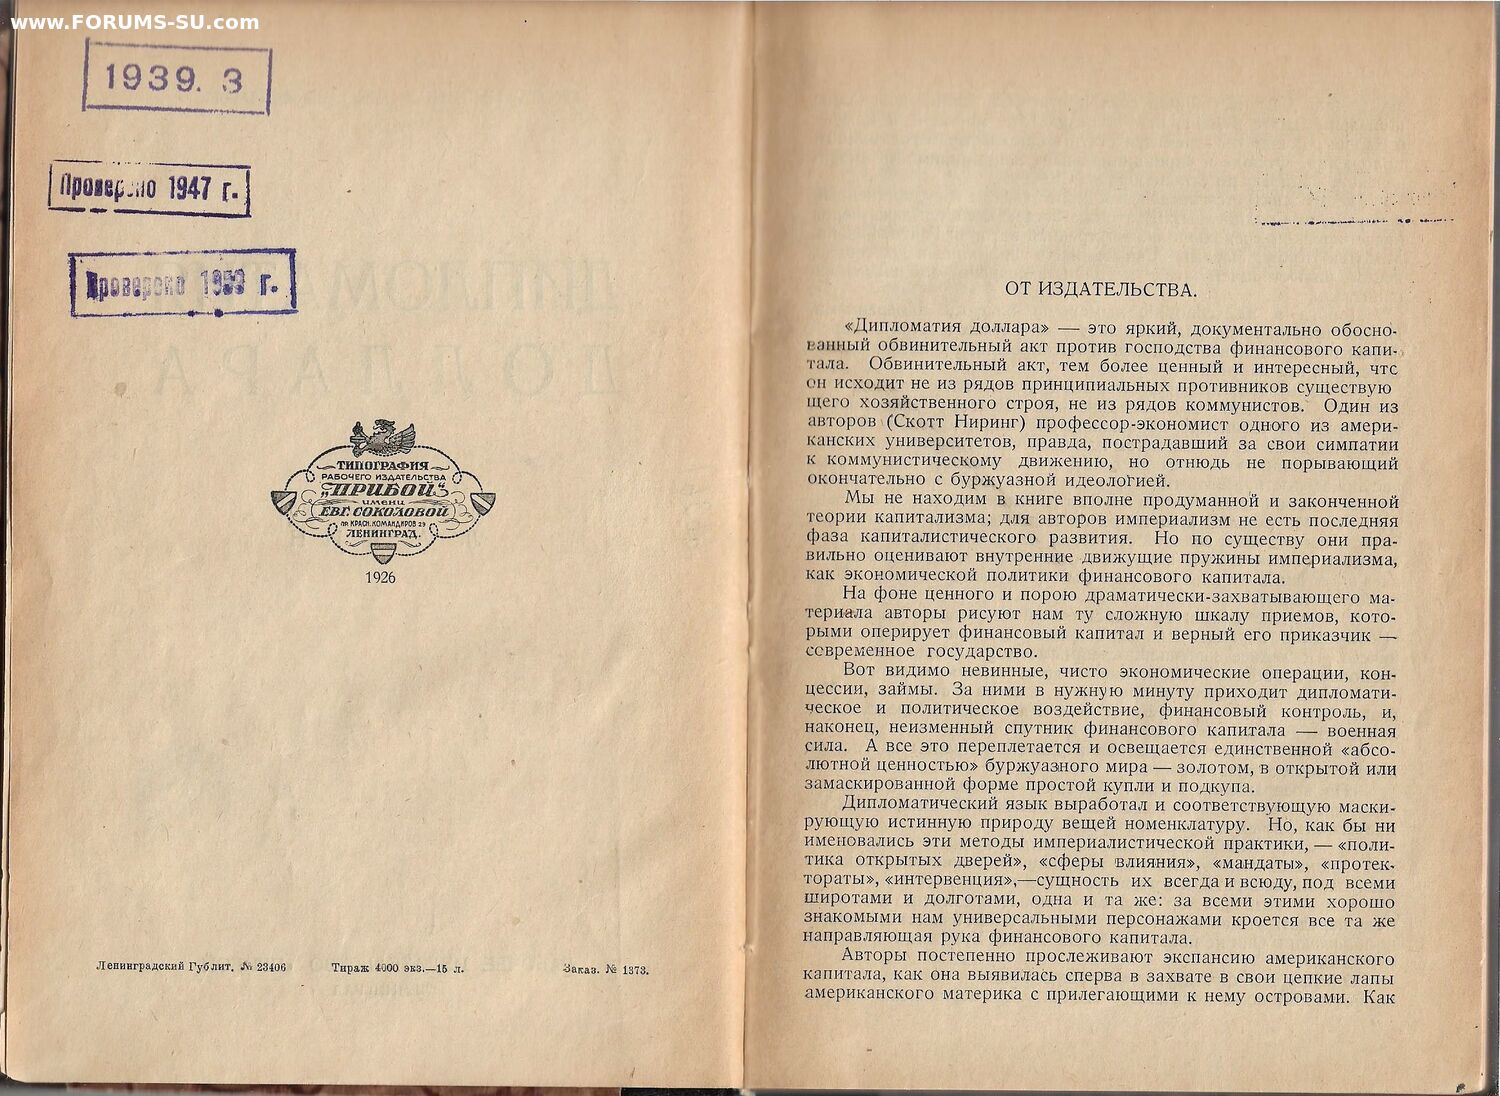 www.FORUMS-SU.com
1939. 3
Проверено 1947 г.
Проверено 1953 г.
ТИПОГРАФИЯ
РАБОЧЕГО ИЗДАТЕЛЬСТВА
„ПРИБОЙ“
имени
ЕВГ. СОКОЛОВОЙ
ПР. КРАСН. КОМАНДИРОВ 29
ЛЕНИНГРАД.
1926
Ленинградский Гублит. № 23406 Тираж 4000 экз.—15 л. Заказ. № 1373.
ОТ ИЗДАТЕЛЬСТВА.
«Дипломатия доллара» — это яркий, документально обосно-
ванный обвинительный акт против господства финансового капи-
тала. Обвинительный акт, тем более ценный и интересный, что
он исходит не из рядов принципиальных противников существую
щего хозяйственного строя, не из рядов коммунистов. Один из
авторов (Скотт Ниринг) профессор-экономист одного из амери-
канских университетов, правда, пострадавший за свои симпатии
к коммунистическому движению, но отнюдь не порывающий
окончательно с буржуазной идеологией.
Мы не находим в книге вполне продуманной и законченной
теории капитализма; для авторов империализм не есть последняя
фаза капиталистического развития. Но по существу они пра-
вильно оценивают внутренние движущие пружины империализма,
как экономической политики финансового капитала.
На фоне ценного и порою драматически-захватывающего ма-
териала авторы рисуют нам ту сложную шкалу приемов, кото-
рыми оперирует финансовый капитал и верный его приказчик —
современное государство.
Вот видимо невинные, чисто экономические операции, кон-
цессии, займы. За ними в нужную минуту приходит дипломати-
ческое и политическое воздействие, финансовый контроль, и,
наконец, неизменный спутник финансового капитала — военная
сила. А все это переплетается и освещается единственной «абсо-
лютной ценностью» буржуазного мира — золотом, в открытой или
замаскированной форме простой купли и подкупа.
Дипломатический язык выработал и соответствующую маски-
рующую истинную природу вещей номенклатуру. Но, как бы ни
именовались эти методы империалистической практики, — «поли-
тика открытых дверей», «сферы влияния», «мандаты», «протек-
тораты», «интервенция»,—сущность их всегда и всюду, под всеми
широтами и долготами, одна и та же: за всеми этими хорошо
знакомыми нам универсальными персонажами кроется все та же
направляющая рука финансового капитала.
Авторы постепенно прослеживают экспансию американского
капитала, как она выявилась сперва в захвате в свои цепкие лапы
американского материка с прилегающими к нему островами. Как